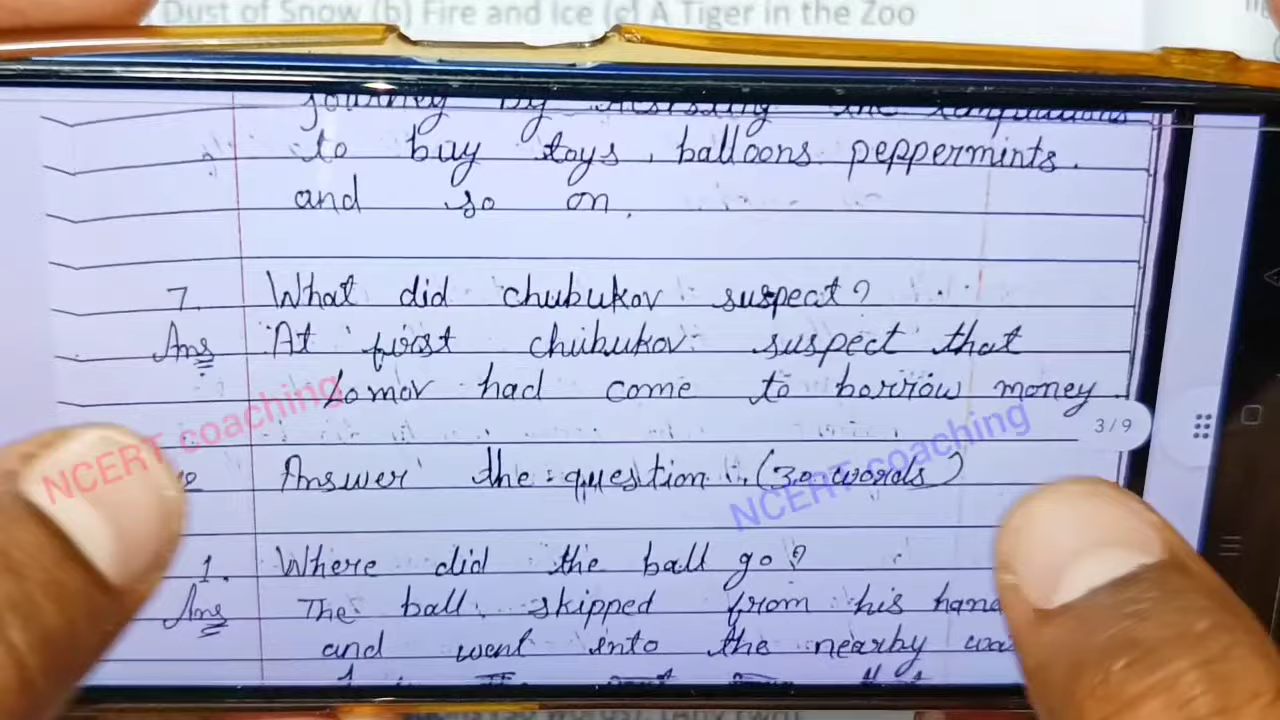 Dust of Snow (b) Fire and Ice (c) A Tiger in the Zoo
journey by
to buy toys, balloons peppermints.
and so on.
7. What did chubukov suspect?
Ans At first chubukov suspect that
Lomov had come to borrow money
3/9
Answer the question :. (30 words)
1. Where did the ball go?
Ans The ball skipped from his hand
and went into the nearby
NCERT coaching
NCERT coaching